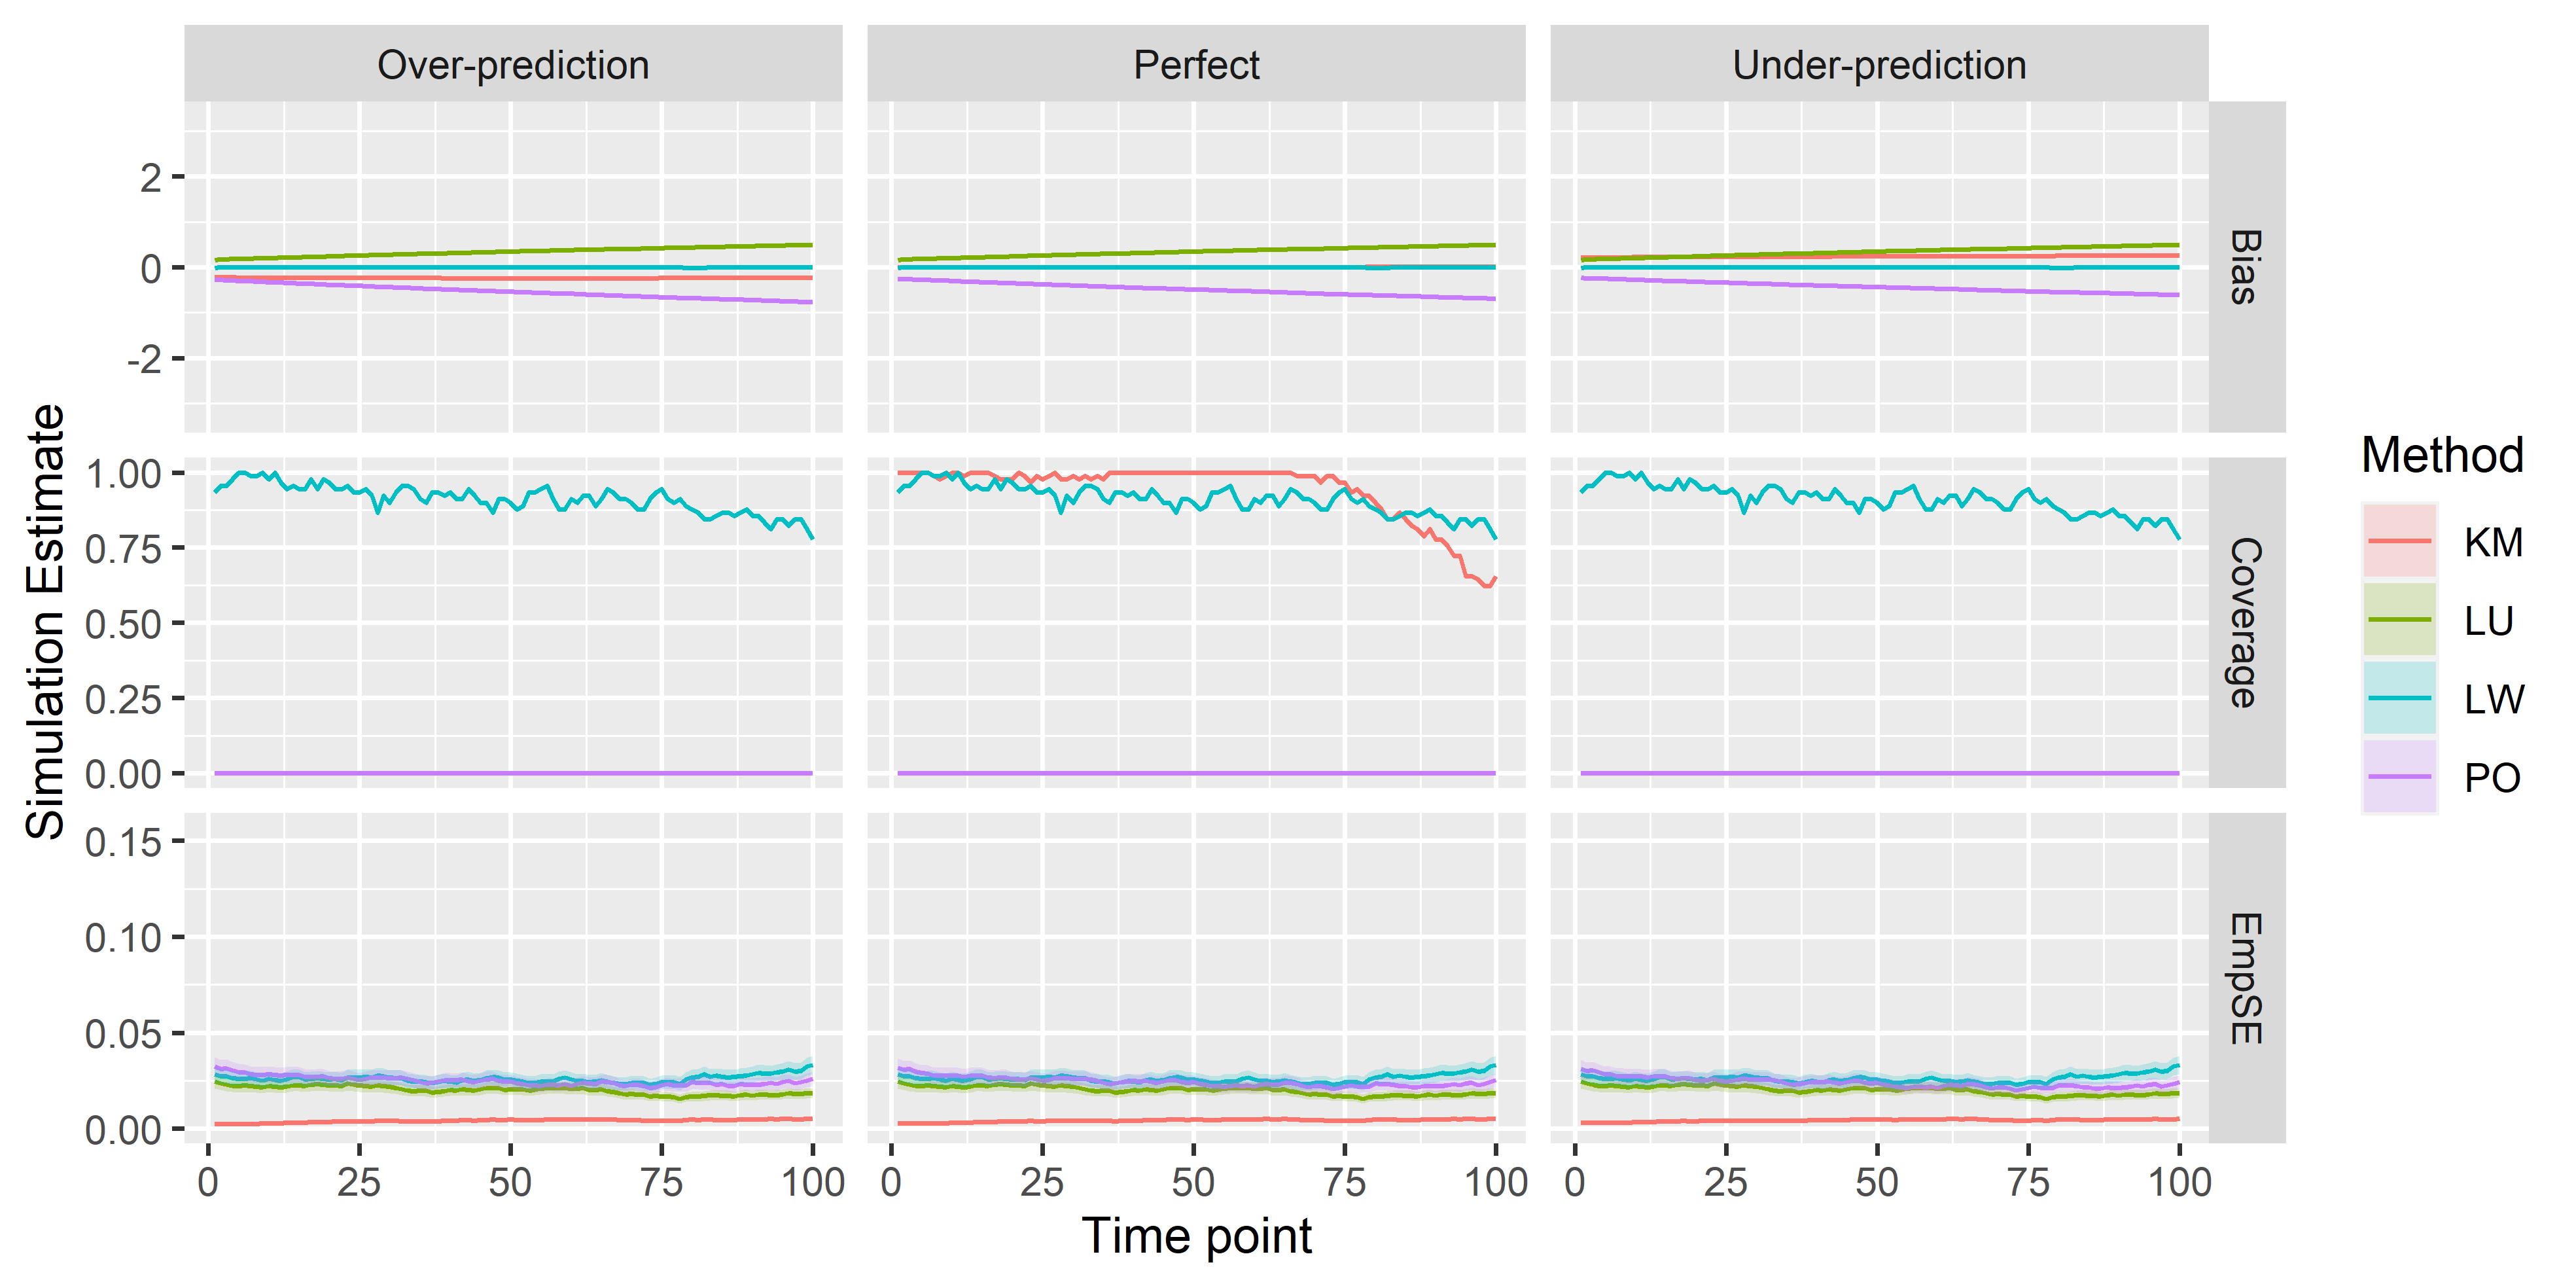 Over-prediction
Perfect
Under-prediction
2
0
-2
Bias
Simulation Estimate
1.00
0.75
0.50
0.25
0.00
Coverage
0.15
0.10
0.05
0.00
EmpSE
0 25 50 75 100
0 25 50 75 100
0 25 50 75 100
Time point
Method
KM
LU
LW
PO